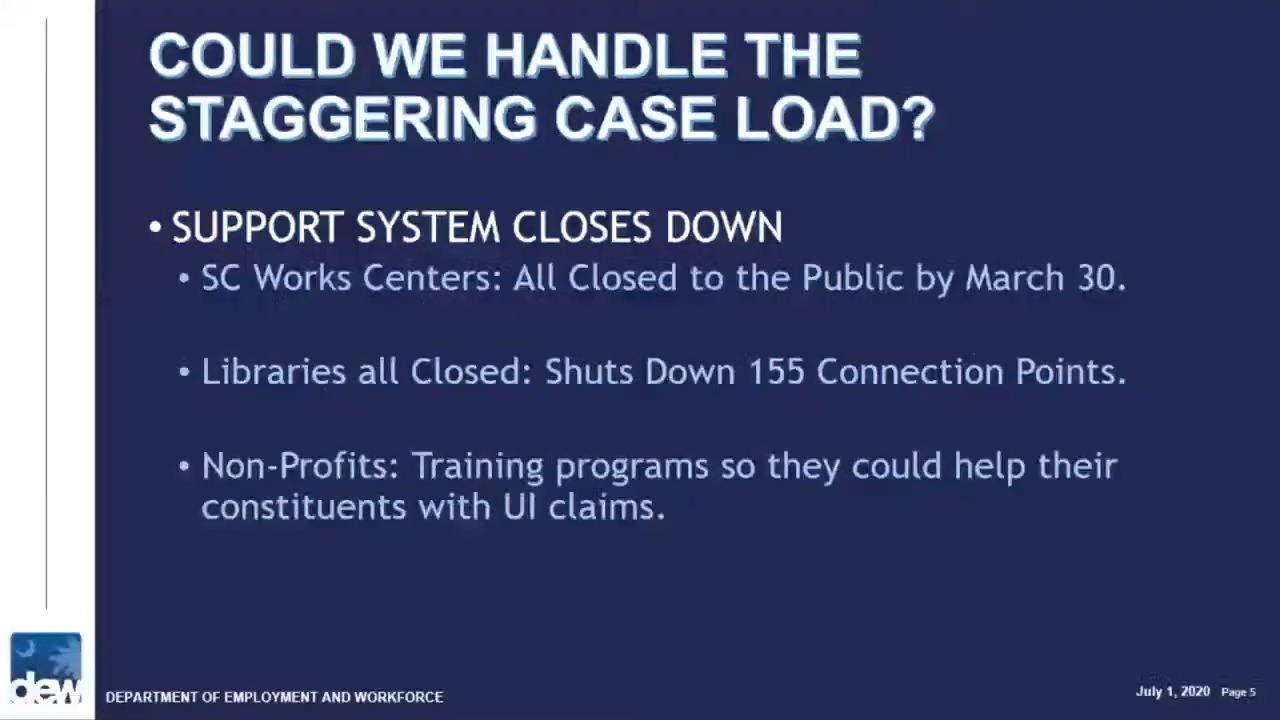 COULD WE HANDLE THE
STAGGERING CASE LOAD?
• SUPPORT SYSTEM CLOSES DOWN
• SC Works Centers: All Closed to the Public by March 30.
• Libraries all Closed: Shuts Down 155 Connection Points.
• Non-Profits: Training programs so they could help their
constituents with UI claims.
dew
DEPARTMENT OF EMPLOYMENT AND WORKFORCE
July 1, 2020 Page 5